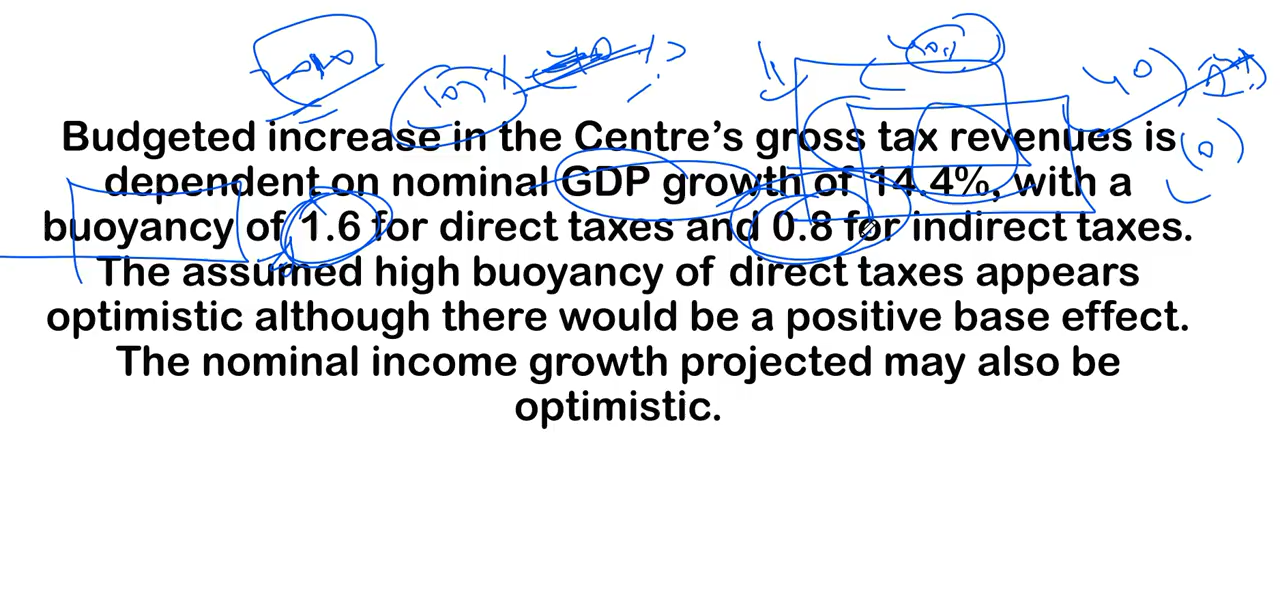 Budgeted increase in the Centre’s gross tax revenues is
dependent on nominal GDP growth of 14.4%, with a
buoyancy of 1.6 for direct taxes and 0.8 for indirect taxes.
The assumed high buoyancy of direct taxes appears
optimistic although there would be a positive base effect.
The nominal income growth projected may also be
optimistic.